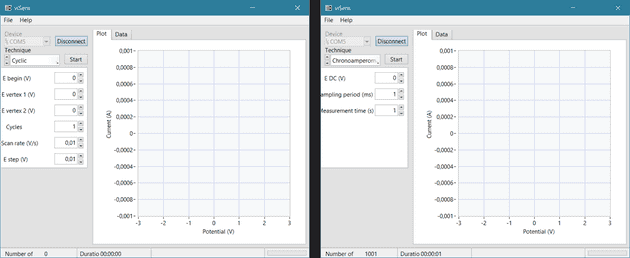 viSens
File Help
Device
COM5
Disconnect
Technique
Cyclic
Start
E begin (V) 0
E vertex 1 (V) 0
E vertex 2 (V) 0
Cycles 1
Scan rate (V/s) 0,01
E step (V) 0,01
Plot Data
0,001
0,0008
0,0006
0,0004
0,0002
0
-0,0002
-0,0004
-0,0006
-0,0008
-0,001
Current (A)
-3 -2 -1 0 1 2 3
Potential (V)
Number of 0 Duratio 00:00:00
viSens
File Help
Device
COM5
Disconnect
Technique
Chronoamperom
Start
E DC (V) 0
ampling period (ms) 1
Measurement time (s) 1
Plot Data
0,001
0,0008
0,0006
0,0004
0,0002
0
-0,0002
-0,0004
-0,0006
-0,0008
-0,001
Current (A)
-3 -2 -1 0 1 2 3
Potential (V)
Number of 1001 Duratio 00:00:01